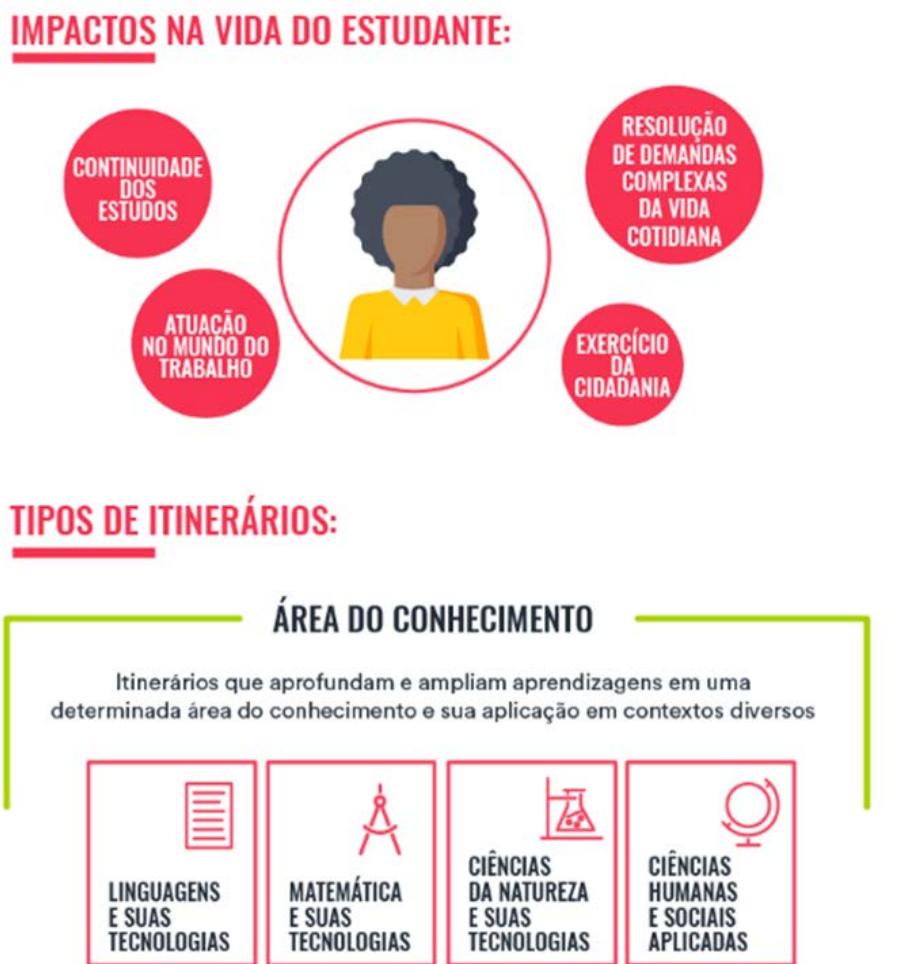 IMPACTOS NA VIDA DO ESTUDANTE:
CONTINUIDADE
DOS
ESTUDOS
RESOLUÇÃO
DE DEMANDAS
COMPLEXAS
DA VIDA
COTIDIANA
ATUAÇÃO
NO MUNDO DO
TRABALHO
EXERCÍCIO
DA
CIDADANIA
TIPOS DE ITINERÁRIOS:
ÁREA DO CONHECIMENTO
Itinerários que aprofundam e ampliam aprendizagens em uma
determinada área do conhecimento e sua aplicação em contextos diversos
LINGUAGENS
E SUAS
TECNOLOGIAS
MATEMÁTICA
E SUAS
TECNOLOGIAS
CIÊNCIAS
DA NATUREZA
E SUAS
TECNOLOGIAS
CIÊNCIAS
HUMANAS
E SOCIAIS
APLICADAS